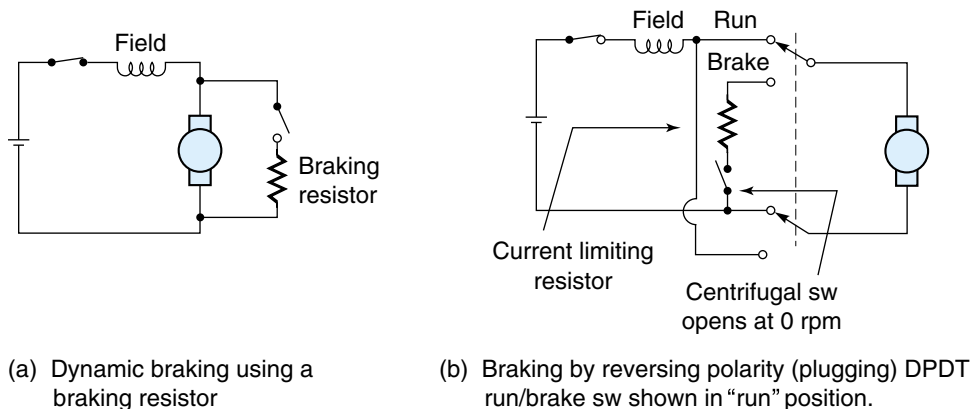 Field
Braking
resistor
(a) Dynamic braking using a
braking resistor
Field
Run
Brake
Current limiting
resistor
Centrifugal sw
opens at 0 rpm
(b) Braking by reversing polarity (plugging) DPDT
run/brake sw shown in “run” position.